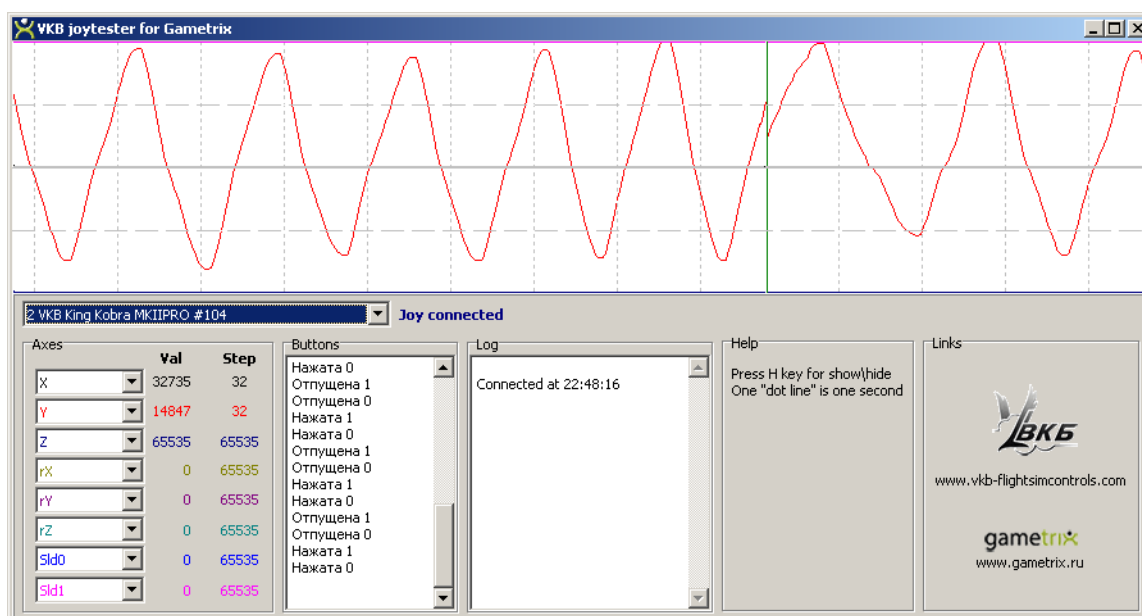 VKB joytester for Gametrix
2 VKB King Kobra MKIIPRO #104
Joy connected
Axes
Val Step
X 32735 32
Y 14847 32
Z 65535 65535
rX 0 65535
rY 0 65535
rZ 0 65535
Sld0 0 65535
Sld1 0 65535
Buttons
Нажата 0
Отпущена 1
Отпущена 0
Нажата 1
Нажата 0
Отпущена 1
Отпущена 0
Нажата 1
Нажата 0
Отпущена 1
Отпущена 0
Нажата 1
Нажата 0
Log
Connected at 22:48:16
Help
Press H key for show\hide
One "dot line" is one second
Links
ВКБ
www.vkb-flightsimcontrols.com
gametrix
www.gametrix.ru